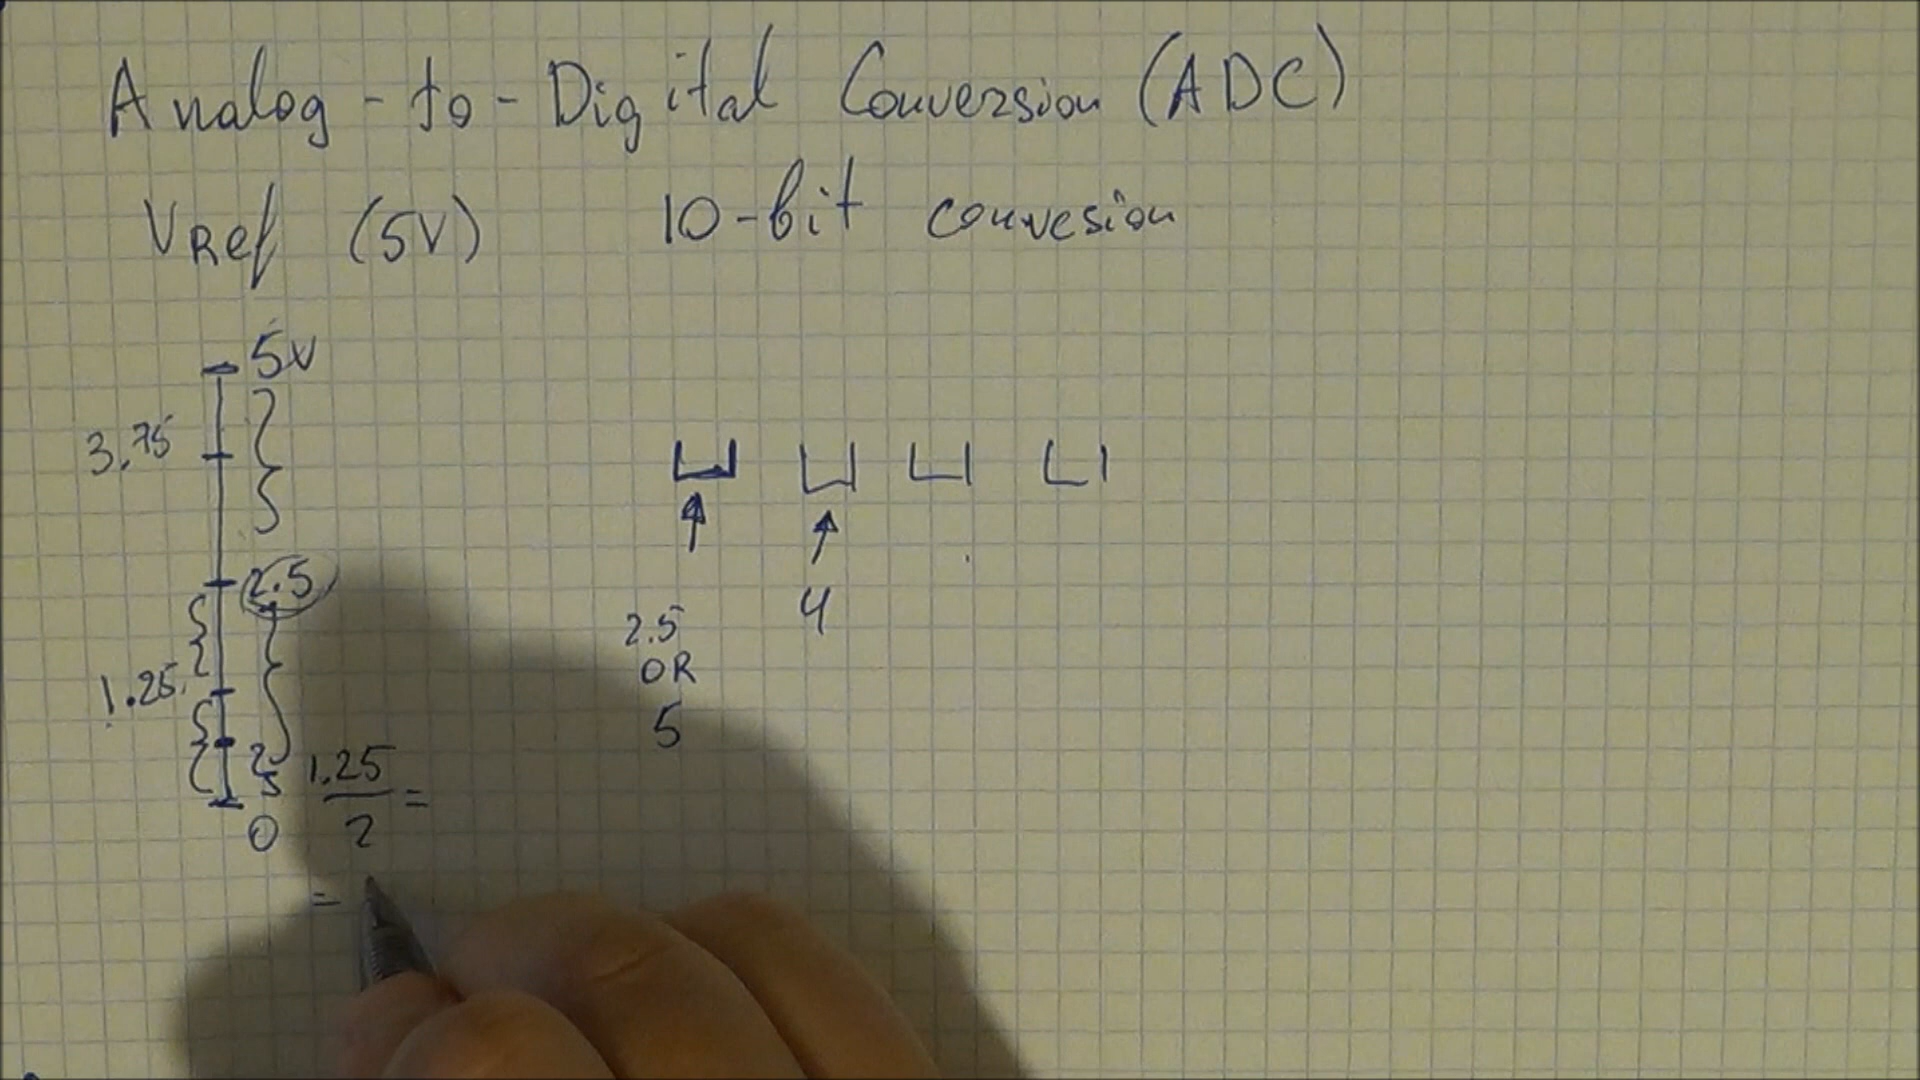 Analog-to-Digital Conversion (ADC)
VRef (5V)
10-bit convesion
5V
3.75
2.5
1.25
0
1.25
2
=
=
4
2.5
OR
5